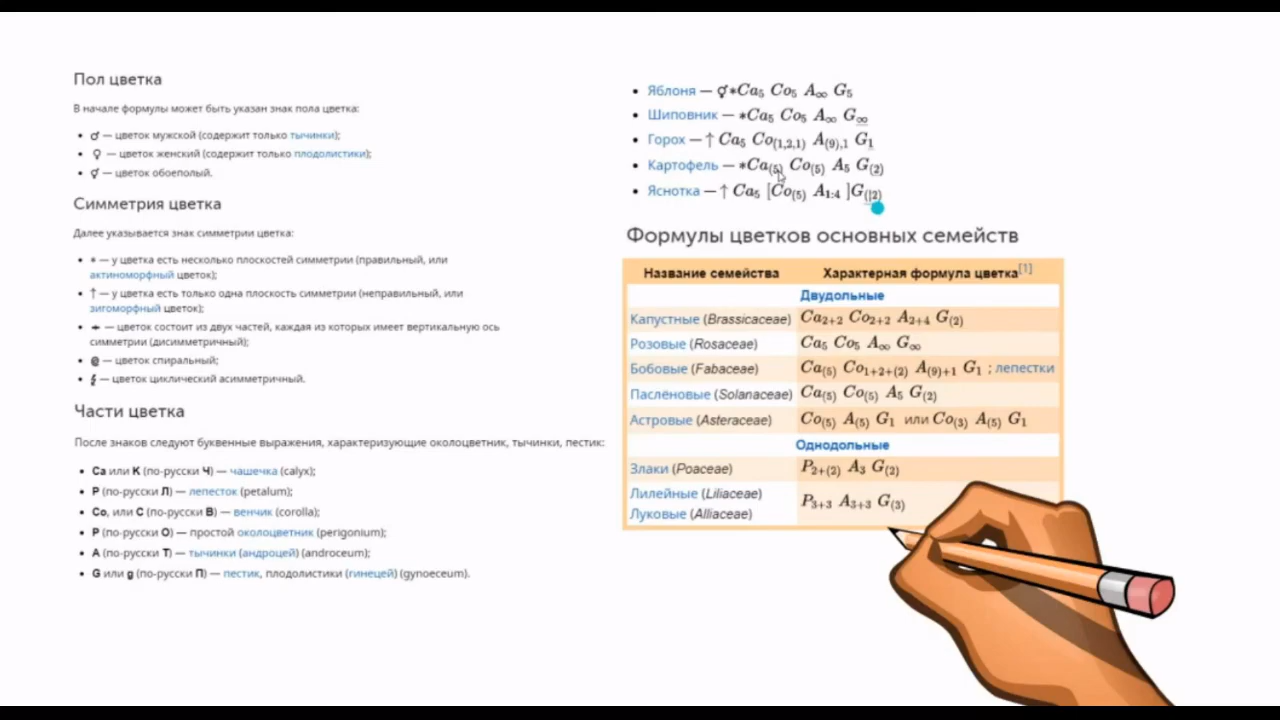 Пол цветка
В начале формулы может быть указан знак пола цветка:
• ♂ — цветок мужской (содержит только тычинки);
• ♀ — цветок женский (содержит только плодолистики);
• ⚥ — цветок обоеполый.
Симметрия цветка
Далее указывается знак симметрии цветка:
• * — у цветка есть несколько плоскостей симметрии (правильный, или
актиноморфный цветок);
• ↑ — у цветка есть только одна плоскость симметрии (неправильный, или
зигоморфный цветок);
• — цветок состоит из двух частей, каждая из которых имеет вертикальную ось
симметрии (дисимметричный);
• — цветок спиральный;
• — цветок циклический асимметричный.
Части цветка
После знаков следуют буквенные выражения, характеризующие околоцветник, тычинки, пестик:
• Ca или K (по-русски Ч) — чашечка (calyx);
• P (по-русски Л) — лепесток (petalum);
• Co, или C (по-русски В) — венчик (corolla);
• P (по-русски О) — простой околоцветник (perigonium);
• A (по-русски Т) — тычинки (андроцей) (androceum);
• G или g (по-русски П) — пестик, плодолистики (гинецей) (gynoeceum).
• Яблоня — ⚥*Ca₅ Co₅ A∞ G₅
• Шиповник — *Ca₅ Co₅ A∞ G∞
• Горох — ↑ Ca₅ Co₍₁,₂,₁₎ A₍₉₎,₁ G₁
• Картофель — *Ca₍₅₎ Co₍₅₎ A₅ G₍₂₎
• Яснотка — ↑ Ca₅ [Co₍₅₎ A₁:₄ ]G₍|₂₎
Формулы цветков основных семейств
Название семейства Характерная формула цветка[1]
Двудольные
Капустные (Brassicaceae) Ca₂₊₂ Co₂₊₂ A₂₊₄ G₍₂₎
Розовые (Rosaceae) Ca₅ Co₅ A∞ G∞
Бобовые (Fabaceae) Ca₍₅₎ Co₁₊₂₊₍₂₎ A₍₉₎₊₁ G₁ ; лепестки
Паслёновые (Solanaceae) Ca₍₅₎ Co₍₅₎ A₅ G₍₂₎
Астровые (Asteraceae) Co₍₅₎ A₍₅₎ G₁ или Co₍₃₎ A₍₅₎ G₁
Однодольные
Злаки (Poaceae) P₂₊₍₂₎ A₃ G₍₂₎
Лилейные (Liliaceae)
Луковые (Alliaceae) P₃₊₃ A₃₊₃ G₍₃₎